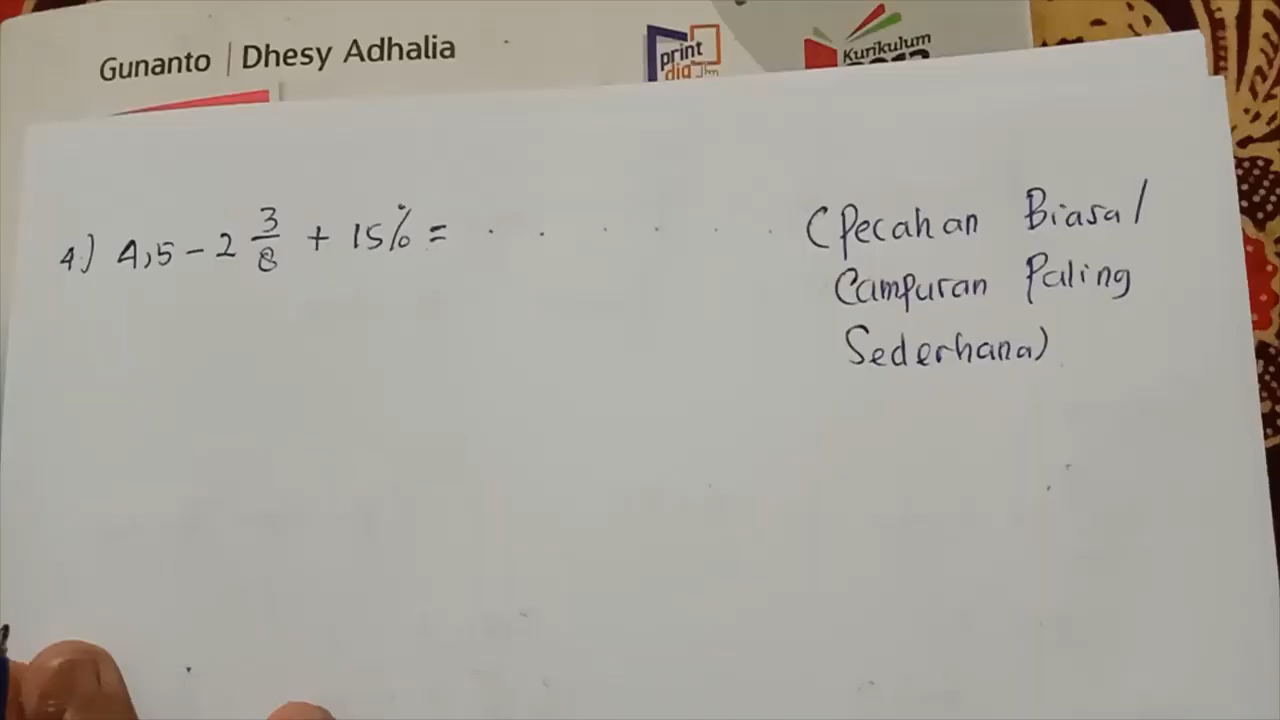 Gunanto | Dhesy Adhalia
print
Kurikulum
4.) 4,5 - 2 3/8 + 15% = . . . . . . (Pecahan Biasa/
Campuran Paling
Sederhana)